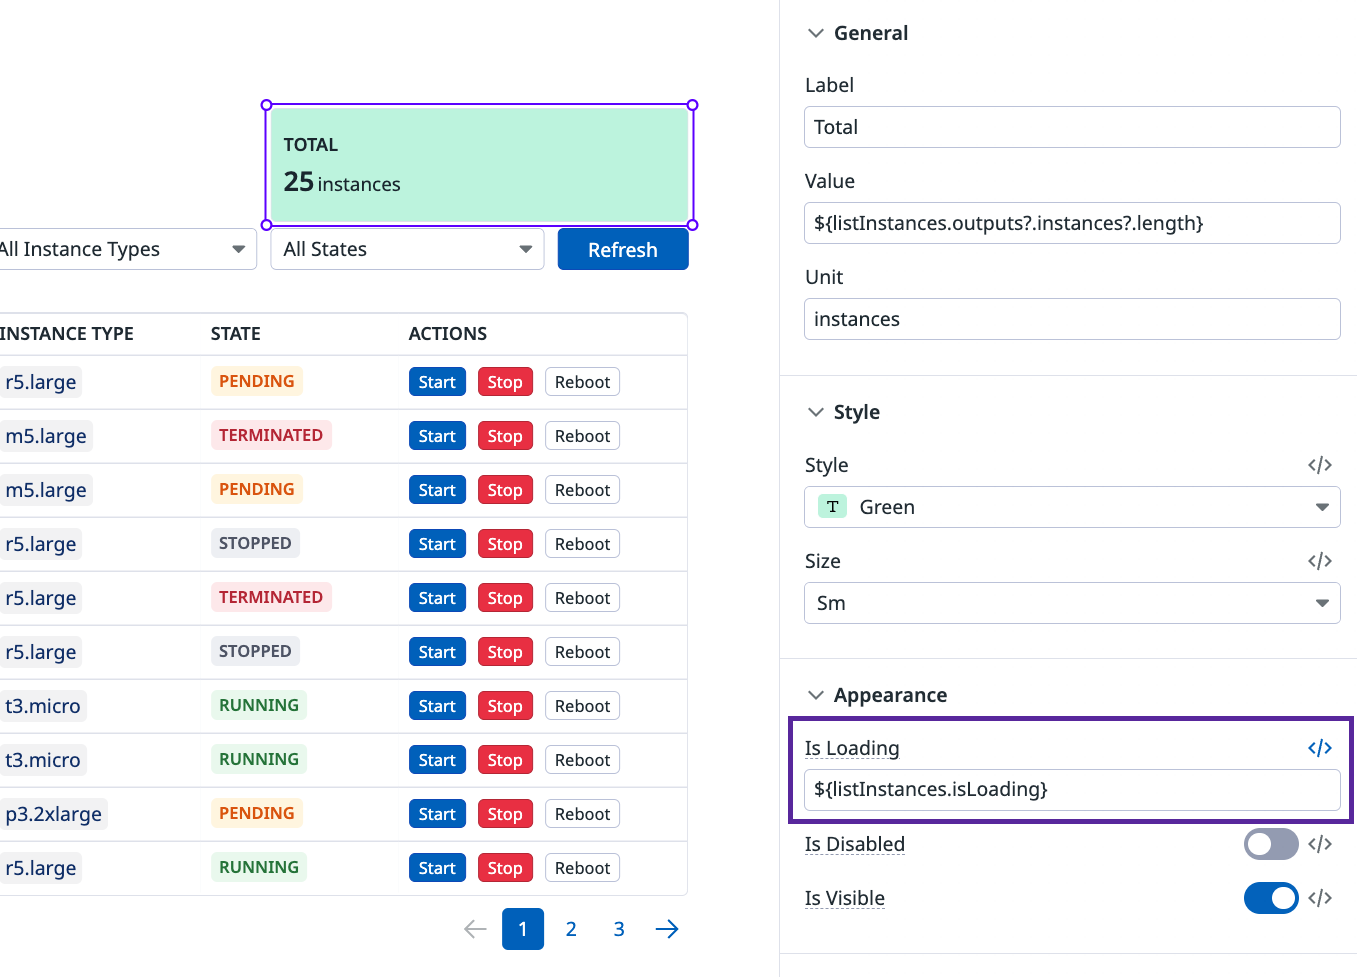 TOTAL
25 instances
All Instance Types
All States
Refresh
INSTANCE TYPE STATE ACTIONS
r5.large PENDING Start Stop Reboot
m5.large TERMINATED Start Stop Reboot
m5.large PENDING Start Stop Reboot
r5.large STOPPED Start Stop Reboot
r5.large TERMINATED Start Stop Reboot
r5.large STOPPED Start Stop Reboot
t3.micro RUNNING Start Stop Reboot
t3.micro RUNNING Start Stop Reboot
p3.2xlarge PENDING Start Stop Reboot
r5.large RUNNING Start Stop Reboot
← 1 2 3 →
General
Label
Total
Value
${listInstances.outputs?.instances?.length}
Unit
instances
Style
Style </>
T Green
Size </>
Sm
Appearance
Is Loading </>
${listInstances.isLoading}
Is Disabled </>
Is Visible </>